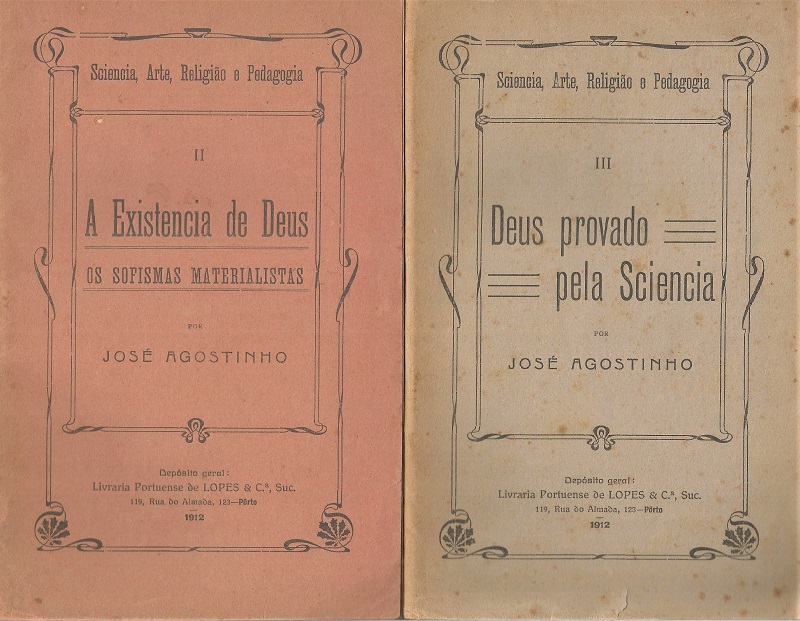 Sciencia, Arte, Religião e Pedagogia
II
A Existencia de Deus
OS SOFISMAS MATERIALISTAS
POR
JOSÉ AGOSTINHO
Depósito geral:
Livraria Portuense de LOPES & C.ª, Suc.
119, Rua do Almada, 123—Pôrto
1912
Sciencia, Arte, Religião e Pedagogia
III
Deus provado
pela Sciencia
POR
JOSÉ AGOSTINHO
Depósito geral:
Livraria Portuense de LOPES & C.ª, Suc.
119, Rua do Almada, 123—Pôrto
1912